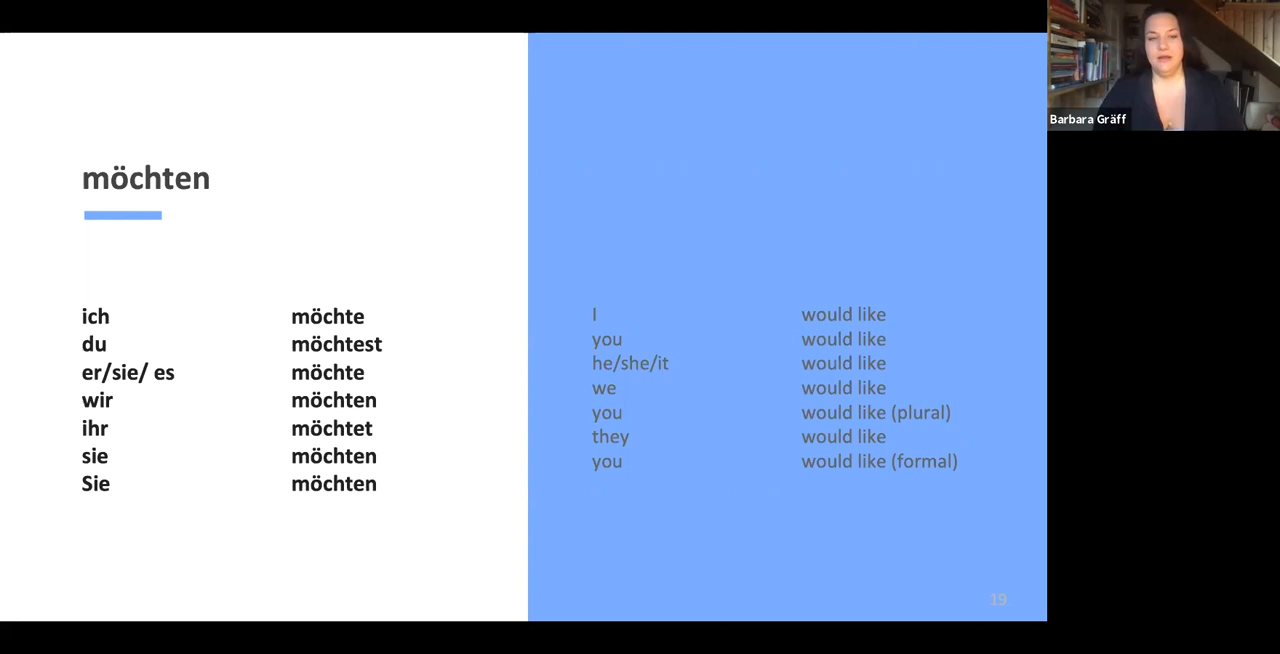 Barbara Gräff
möchten
ich möchte
du möchtest
er/sie/ es möchte
wir möchten
ihr möchtet
sie möchten
Sie möchten
I would like
you would like
he/she/it would like
we would like
you would like (plural)
they would like
you would like (formal)
19